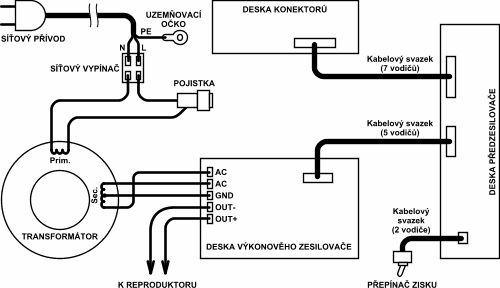 UZEMŇOVACÍ
OČKO
DESKA KONEKTORŮ
PE
SÍŤOVÝ PŘÍVOD
N
L
SÍŤOVÝ VYPÍNAČ
Kabelový svazek
(7 vodičů)
POJISTKA
Kabelový svazek
(5 vodičů)
DESKA PŘEDZESILOVAČE
Prim.
Sec.
AC
AC
GND
OUT-
OUT+
TRANSFORMÁTOR
DESKA VÝKONOVÉHO ZESILOVAČE
Kabelový
svazek
(2 vodiče)
K REPRODUKTORU
PŘEPÍNAČ ZISKU